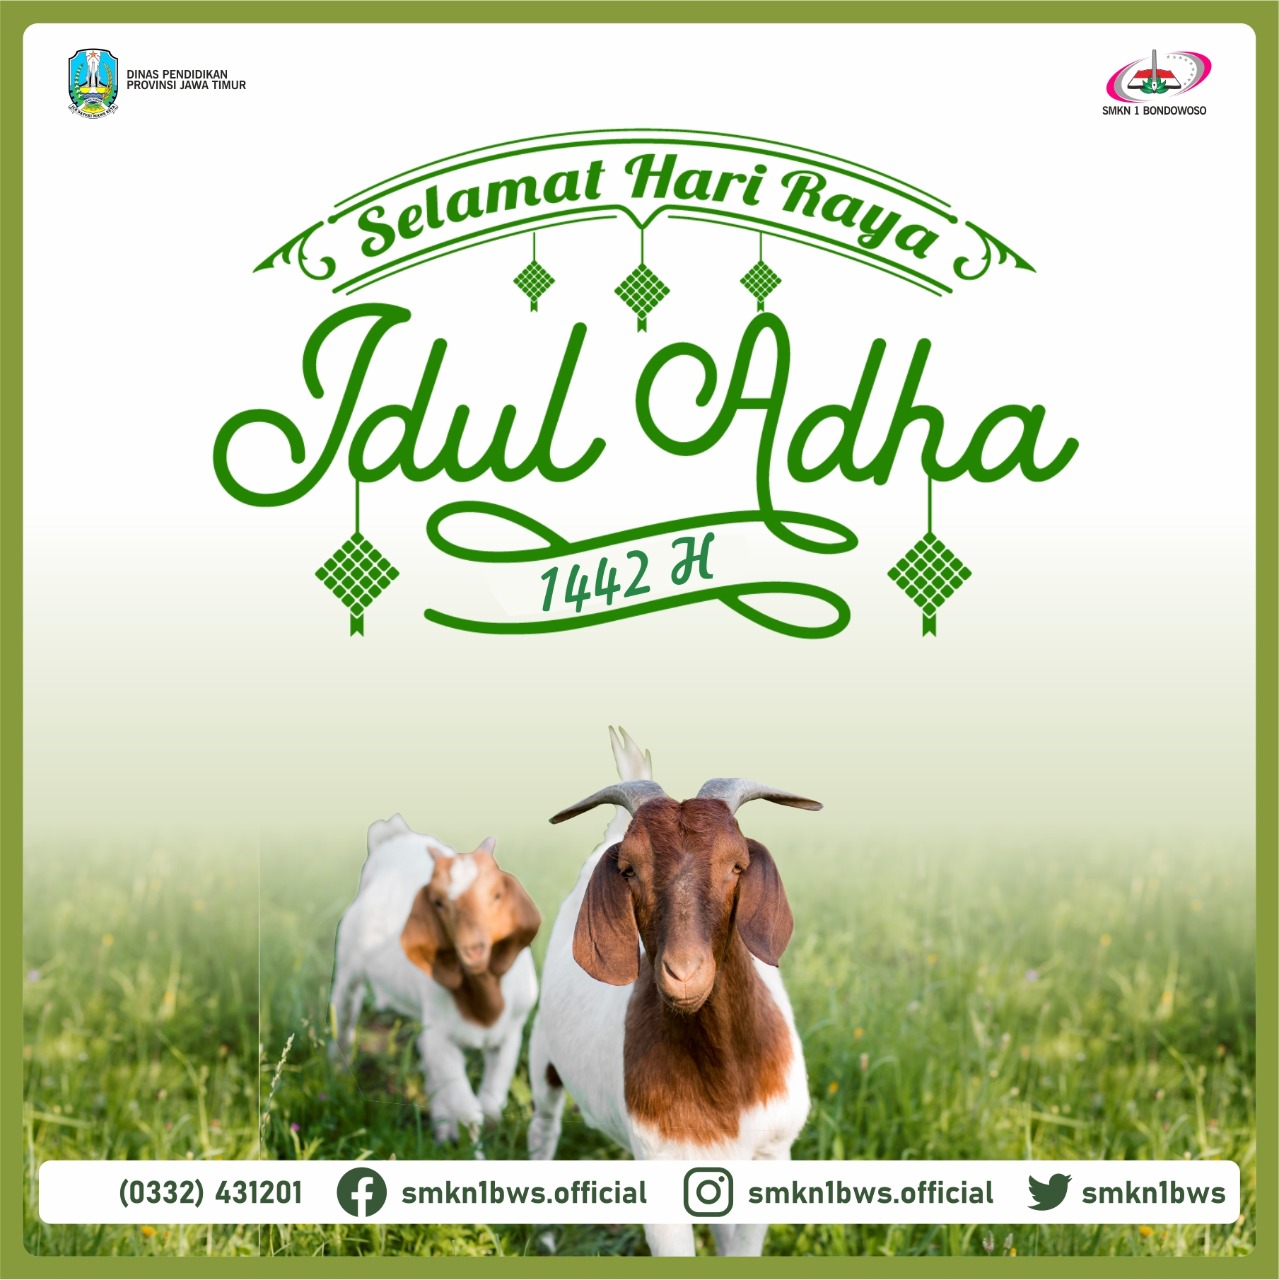 DINAS PENDIDIKAN
PROVINSI JAWA TIMUR
SMKN 1 BONDOWOSO
Selamat Hari Raya
Idul Adha
1442 H
(0332) 431201 smkn1bws.official smkn1bws.official smkn1bws